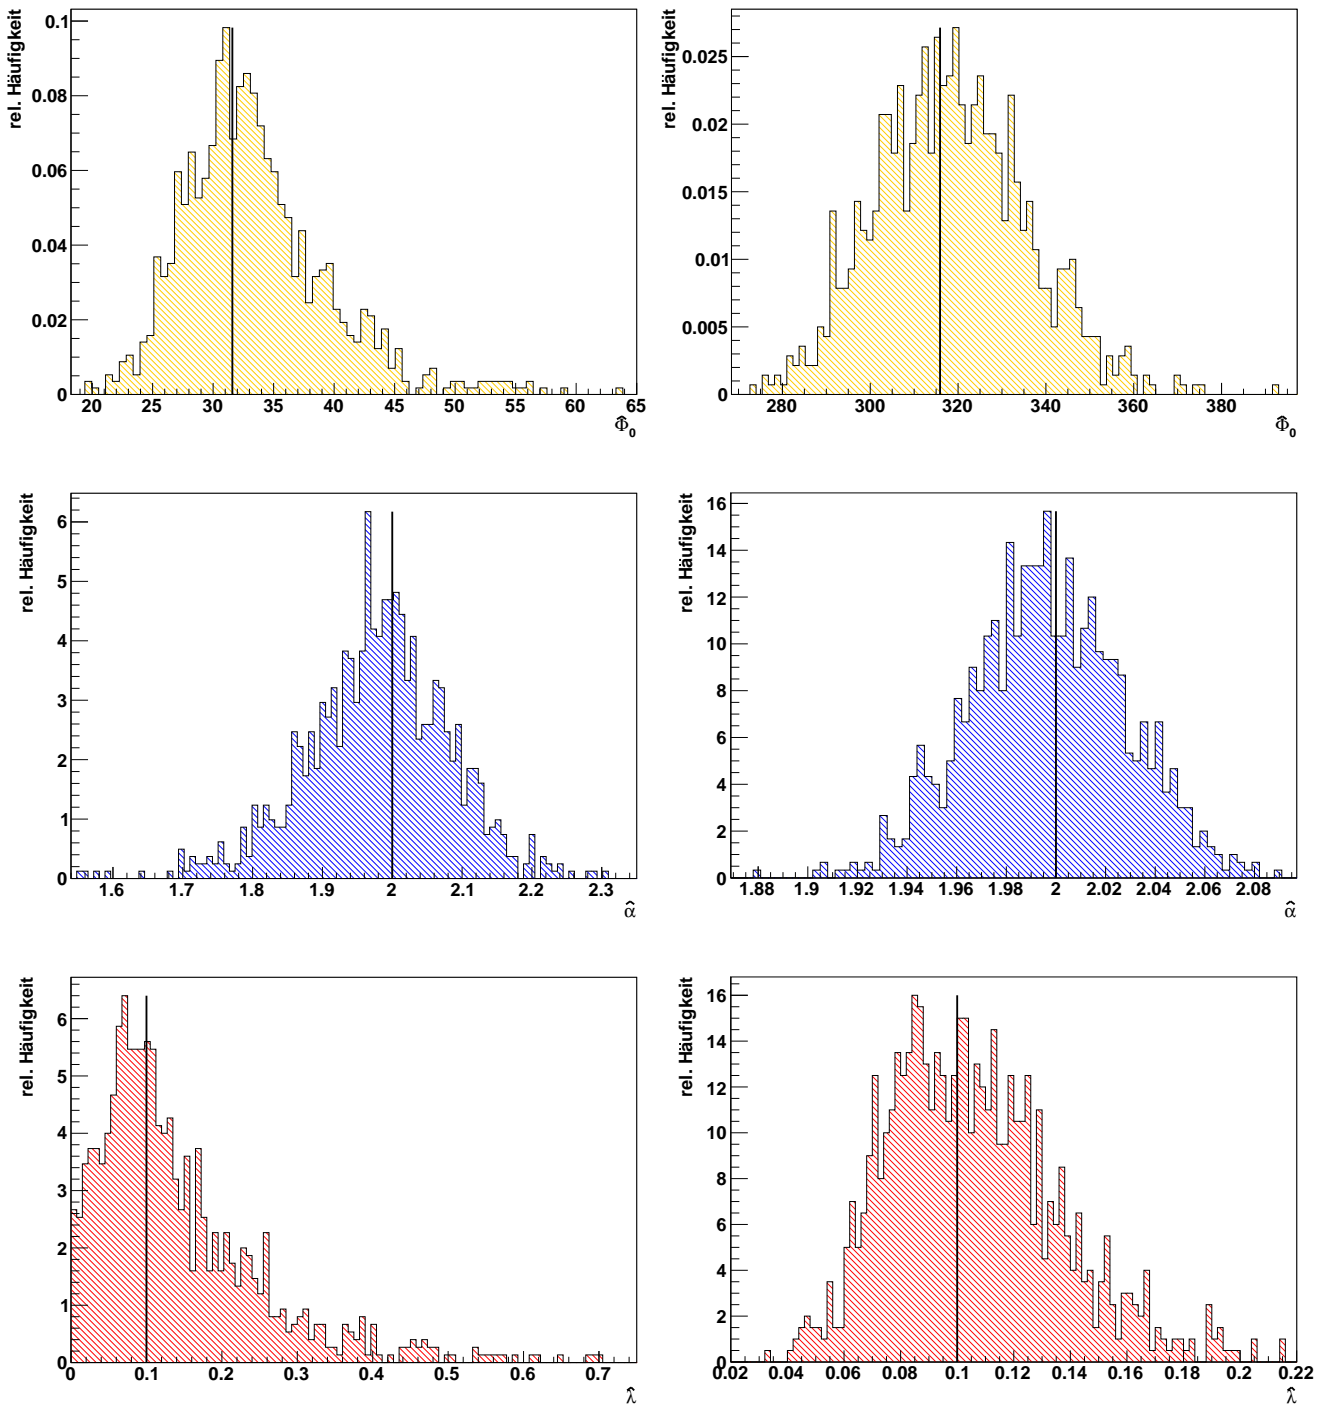 rel. Häufigkeit
0.1
0.08
0.06
0.04
0.02
0
20 25 30 35 40 45 50 55 60 65
Φ̂₀
rel. Häufigkeit
0.025
0.02
0.015
0.01
0.005
0
280 300 320 340 360 380
Φ̂₀
rel. Häufigkeit
6
5
4
3
2
1
0
1.6 1.7 1.8 1.9 2 2.1 2.2 2.3
α̂
rel. Häufigkeit
16
14
12
10
8
6
4
2
0
1.88 1.9 1.92 1.94 1.96 1.98 2 2.02 2.04 2.06 2.08
α̂
rel. Häufigkeit
6
5
4
3
2
1
0
0 0.1 0.2 0.3 0.4 0.5 0.6 0.7
λ̂
rel. Häufigkeit
16
14
12
10
8
6
4
2
0
0.02 0.04 0.06 0.08 0.1 0.12 0.14 0.16 0.18 0.2 0.22
λ̂